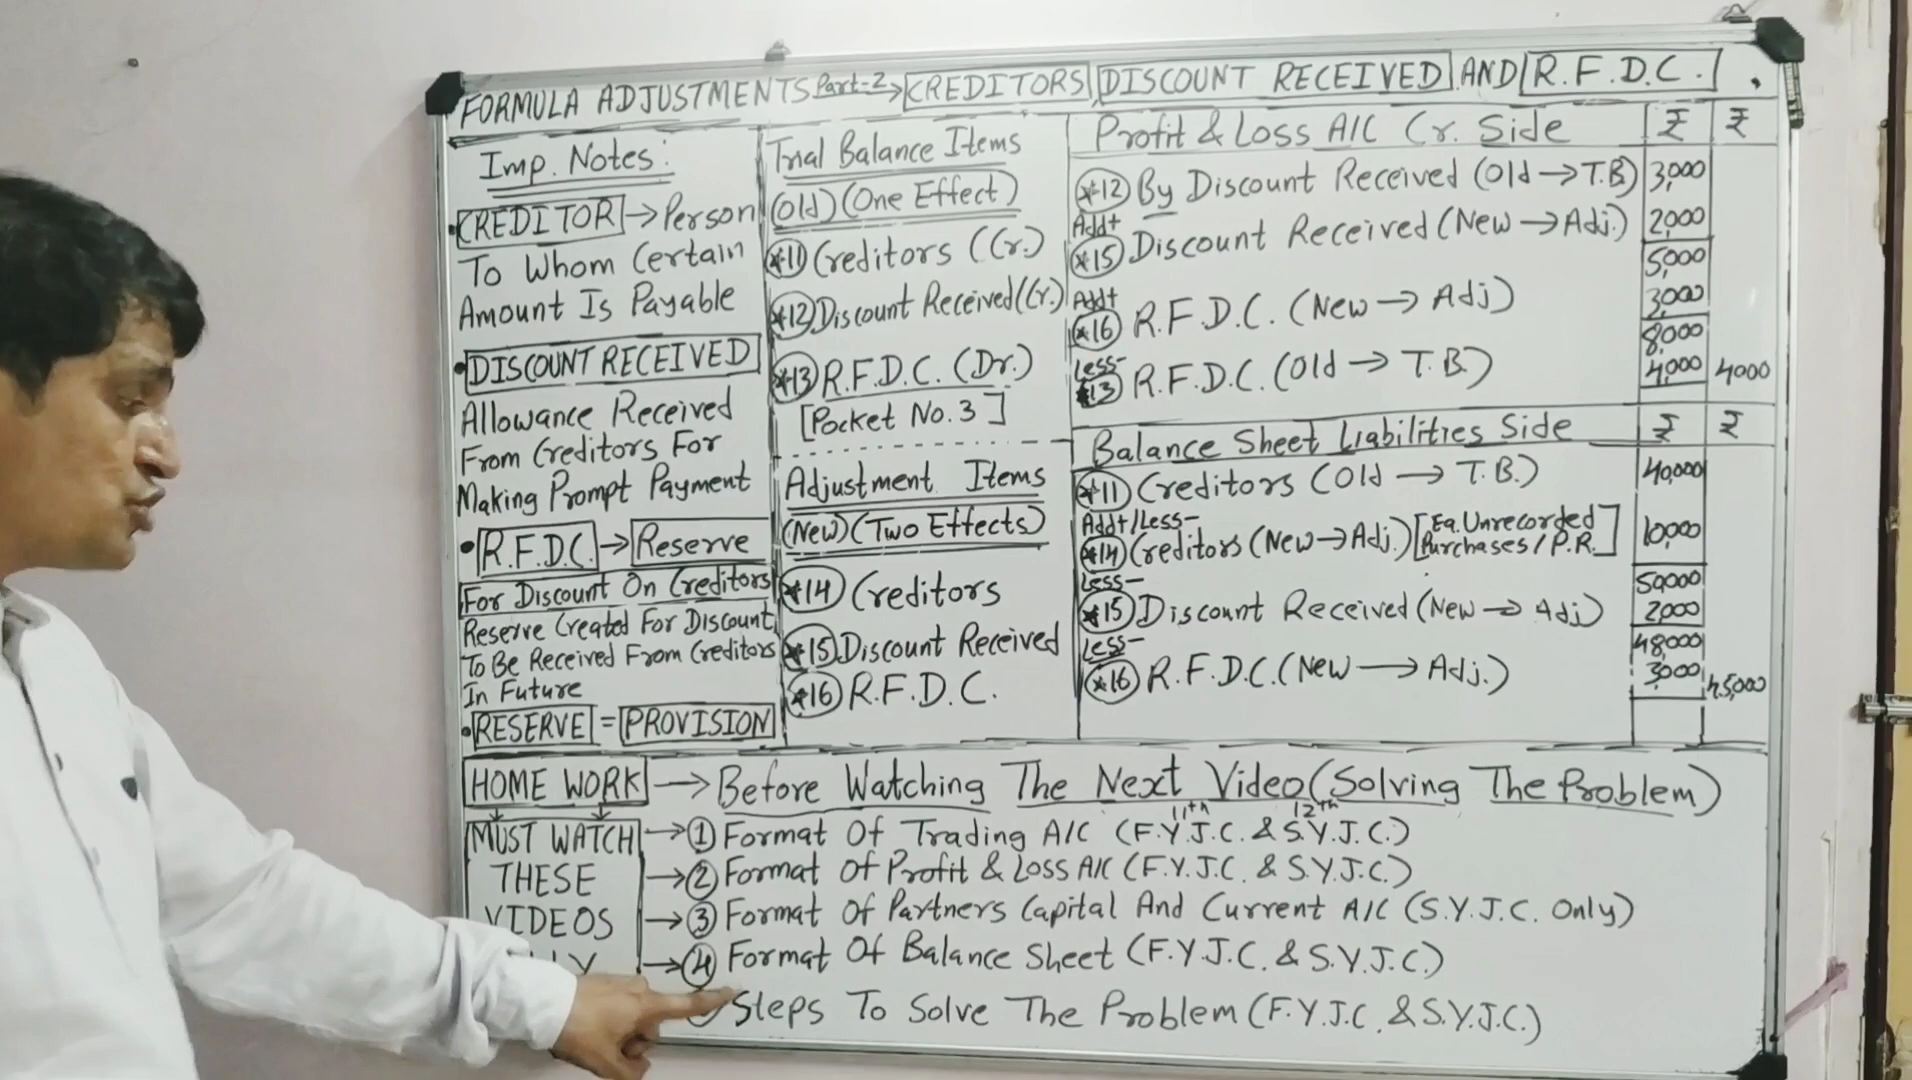 FORMULA ADJUSTMENTS Part-2 → CREDITORS, DISCOUNT RECEIVED AND R.F.D.C.
Imp. Notes:
• CREDITOR → Person
To Whom Certain
Amount Is Payable
• DISCOUNT RECEIVED
Allowance Received
From Creditors For
Making Prompt Payment
• R.F.D.C. → Reserve
For Discount On Creditors
Reserve Created For Discount
To Be Received From Creditors
In Future
• RESERVE = PROVISION
Trial Balance Items
(Old) (One Effect)
*11 Creditors (Cr.)
*12 Discount Received (Cr.)
*13 R.F.D.C. (Dr.)
[Pocket No. 3]
Adjustment Items
(New) (Two Effects)
*14 Creditors
*15 Discount Received
*16 R.F.D.C.
Profit & Loss A/C Cr. Side ₹ ₹
*12 By Discount Received (Old → T.B) 3,000
Add+
*15 Discount Received (New → Adj.) 2,000
5,000
Add+
*16 R.F.D.C. (New → Adj) 3,000
8,000
Less-
*13 R.F.D.C. (Old → T.B) 4,000 4000
Balance Sheet Liabilities Side ₹ ₹
*11 Creditors (Old → T.B.) 40,000
Add+/Less-
*14 Creditors (New → Adj.) [Eg. Unrecorded Purchases / P.R.] 10,000
50,000
Less-
*15 Discount Received (New → Adj) 2,000
48,000
Less-
*16 R.F.D.C. (New → Adj.) 3,000 45,000
HOME WORK → Before Watching The Next Video (Solving The Problem)
MUST WATCH
THESE
VIDEOS
11th 12th
→ 1 Format Of Trading A/C (F.Y.J.C. & S.Y.J.C.)
→ 2 Format Of Profit & Loss A/C (F.Y.J.C. & S.Y.J.C.)
→ 3 Format Of Partners Capital And Current A/C (S.Y.J.C. Only)
→ 4 Format Of Balance Sheet (F.Y.J.C. & S.Y.J.C.)
Steps To Solve The Problem (F.Y.J.C. & S.Y.J.C.)